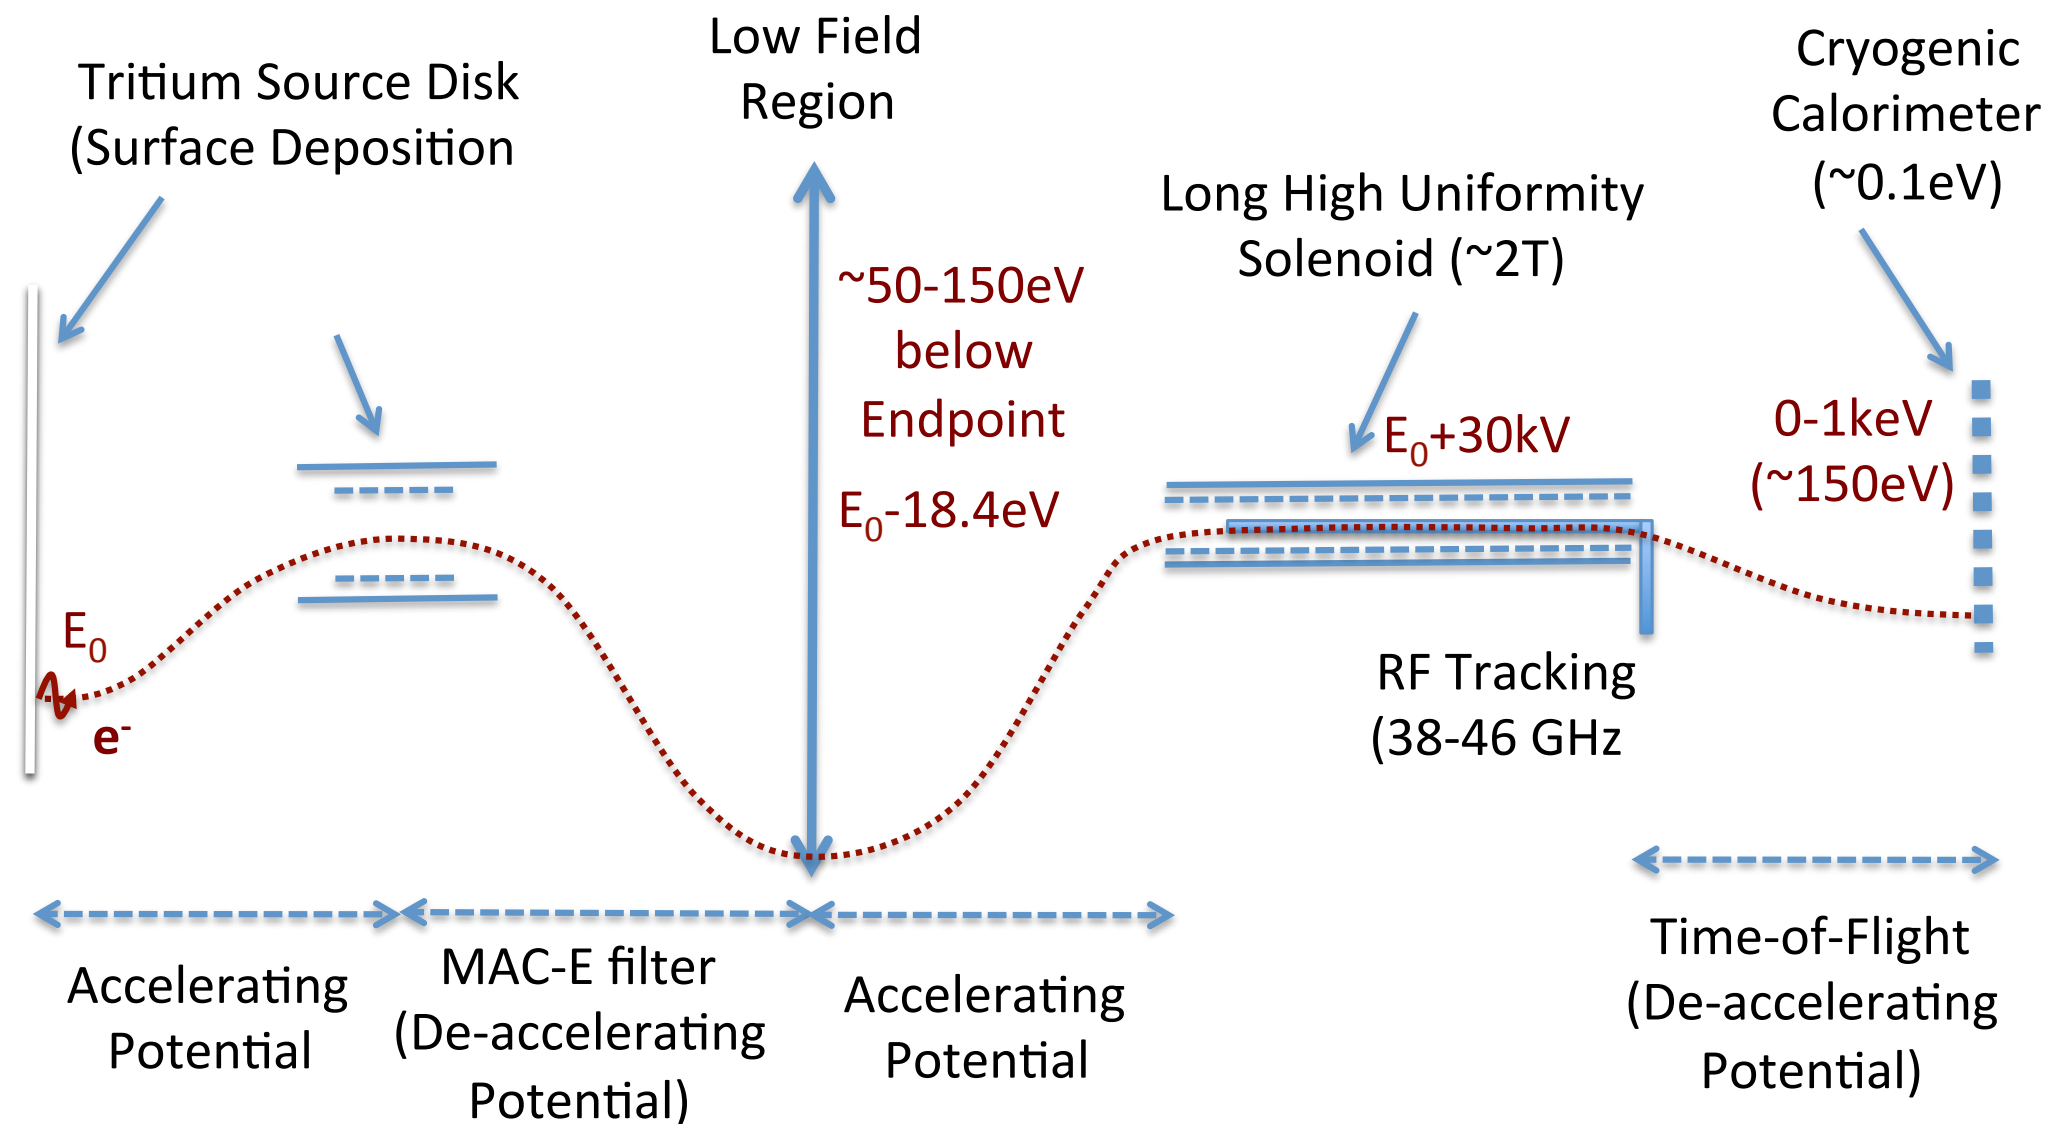 Tritium Source Disk
(Surface Deposition
Low Field
Region
Cryogenic
Calorimeter
(~0.1eV)
Long High Uniformity
Solenoid (~2T)
~50-150eV
below
Endpoint
E₀-18.4eV
E₀+30kV
0-1keV
(~150eV)
E₀
e⁻
RF Tracking
(38-46 GHz
Accelerating
Potential
MAC-E filter
(De-accelerating
Potential)
Accelerating
Potential
Time-of-Flight
(De-accelerating
Potential)